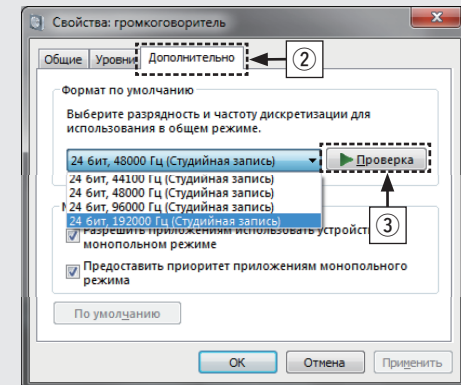 Свойства: громкоговоритель
Общие Уровни Дополнительно
2
Формат по умолчанию
Выберите разрядность и частоту дискретизации для
использования в общем режиме.
24 бит, 48000 Гц (Студийная запись)
Проверка
24 бит, 44100 Гц (Студийная запись)
24 бит, 48000 Гц (Студийная запись)
24 бит, 96000 Гц (Студийная запись)
24 бит, 192000 Гц (Студийная запись)
3
Разрешить приложениям использовать
монопольном режиме
Предоставить приоритет приложениям монопольного
режима
По умолчанию
ОК Отмена Применить